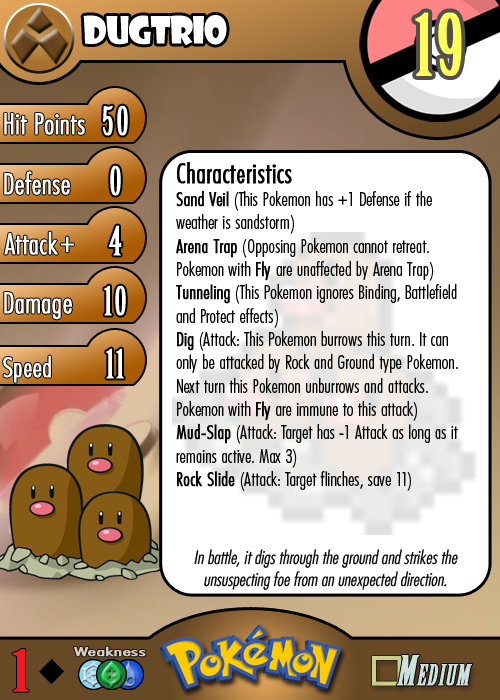 DUGTRIO
19
Hit Points 50
Defense 0
Attack+ 4
Damage 10
Speed 11
Characteristics
Sand Veil (This Pokemon has +1 Defense if the
weather is sandstorm)
Arena Trap (Opposing Pokemon cannot retreat.
Pokemon with Fly are unaffected by Arena Trap)
Tunneling (This Pokemon ignores Binding, Battlefield
and Protect effects)
Dig (Attack: This Pokemon burrows this turn. It can
only be attacked by Rock and Ground type Pokemon.
Next turn this Pokemon unburrows and attacks.
Pokemon with Fly are immune to this attack)
Mud-Slap (Attack: Target has -1 Attack as long as it
remains active. Max 3)
Rock Slide (Attack: Target flinches, save 11)
In battle, it digs through the ground and strikes the
unsuspecting foe from an unexpected direction.
1
Weakness
POKéMON
MEDIUM